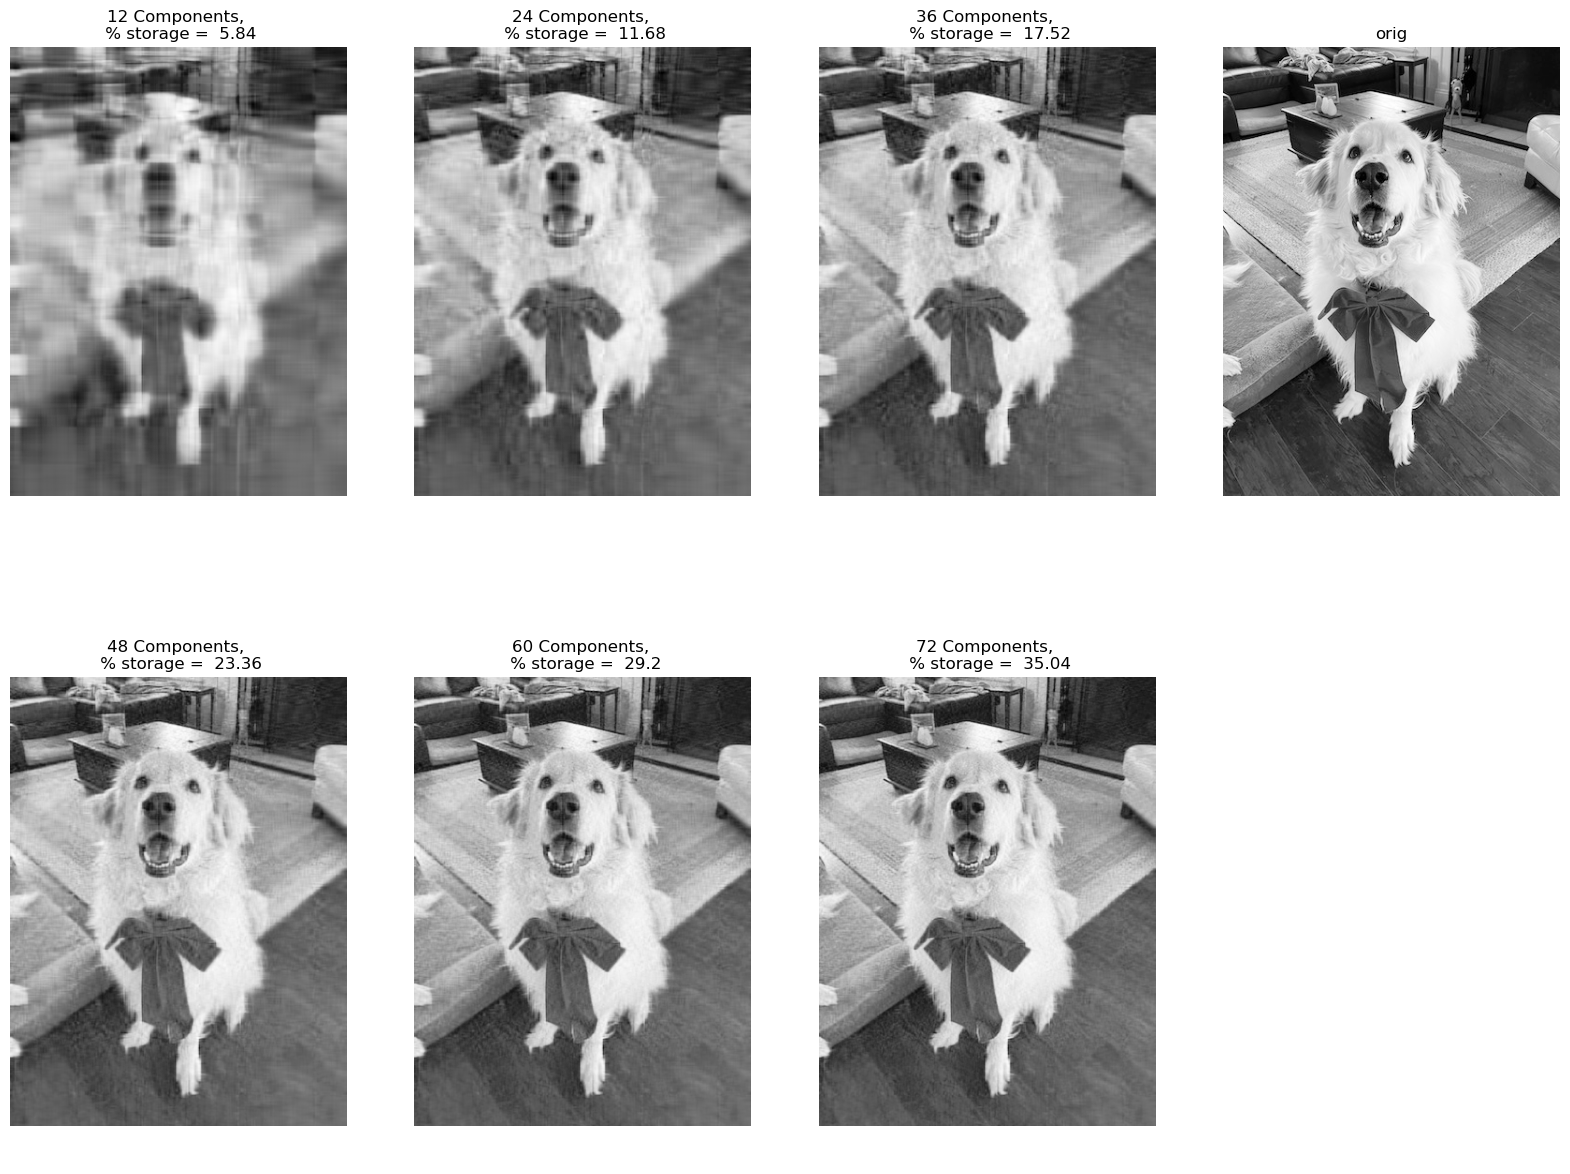 12 Components,
% storage =  5.84
24 Components,
% storage =  11.68
36 Components,
% storage =  17.52
orig
48 Components,
% storage =  23.36
60 Components,
% storage =  29.2
72 Components,
% storage =  35.04